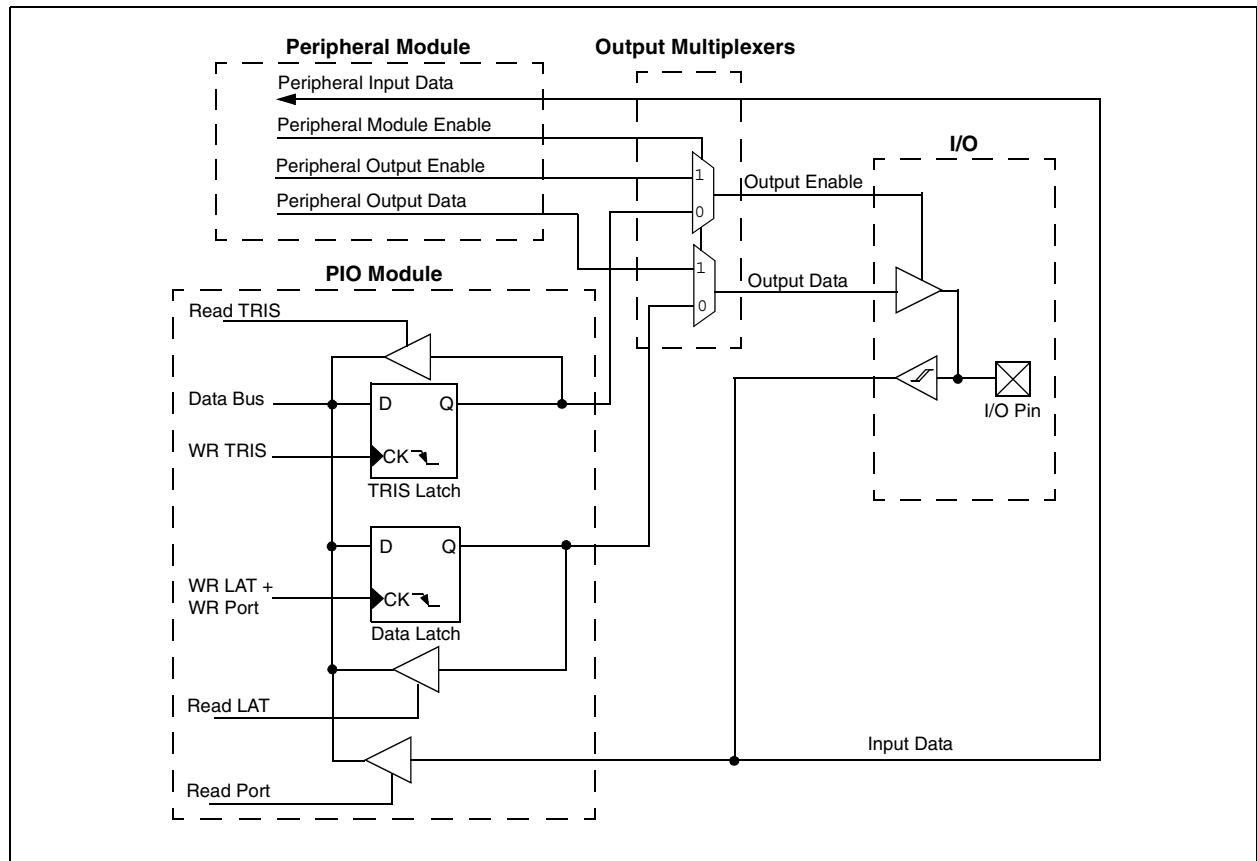 Peripheral Module
Output Multiplexers
Peripheral Input Data
Peripheral Module Enable
Peripheral Output Enable
Peripheral Output Data
1
0
Output Enable
I/O
1
0
Output Data
I/O Pin
PIO Module
Read TRIS
Data Bus
D
Q
WR TRIS
CK
TRIS Latch
D
Q
WR LAT +
WR Port
CK
Data Latch
Read LAT
Input Data
Read Port